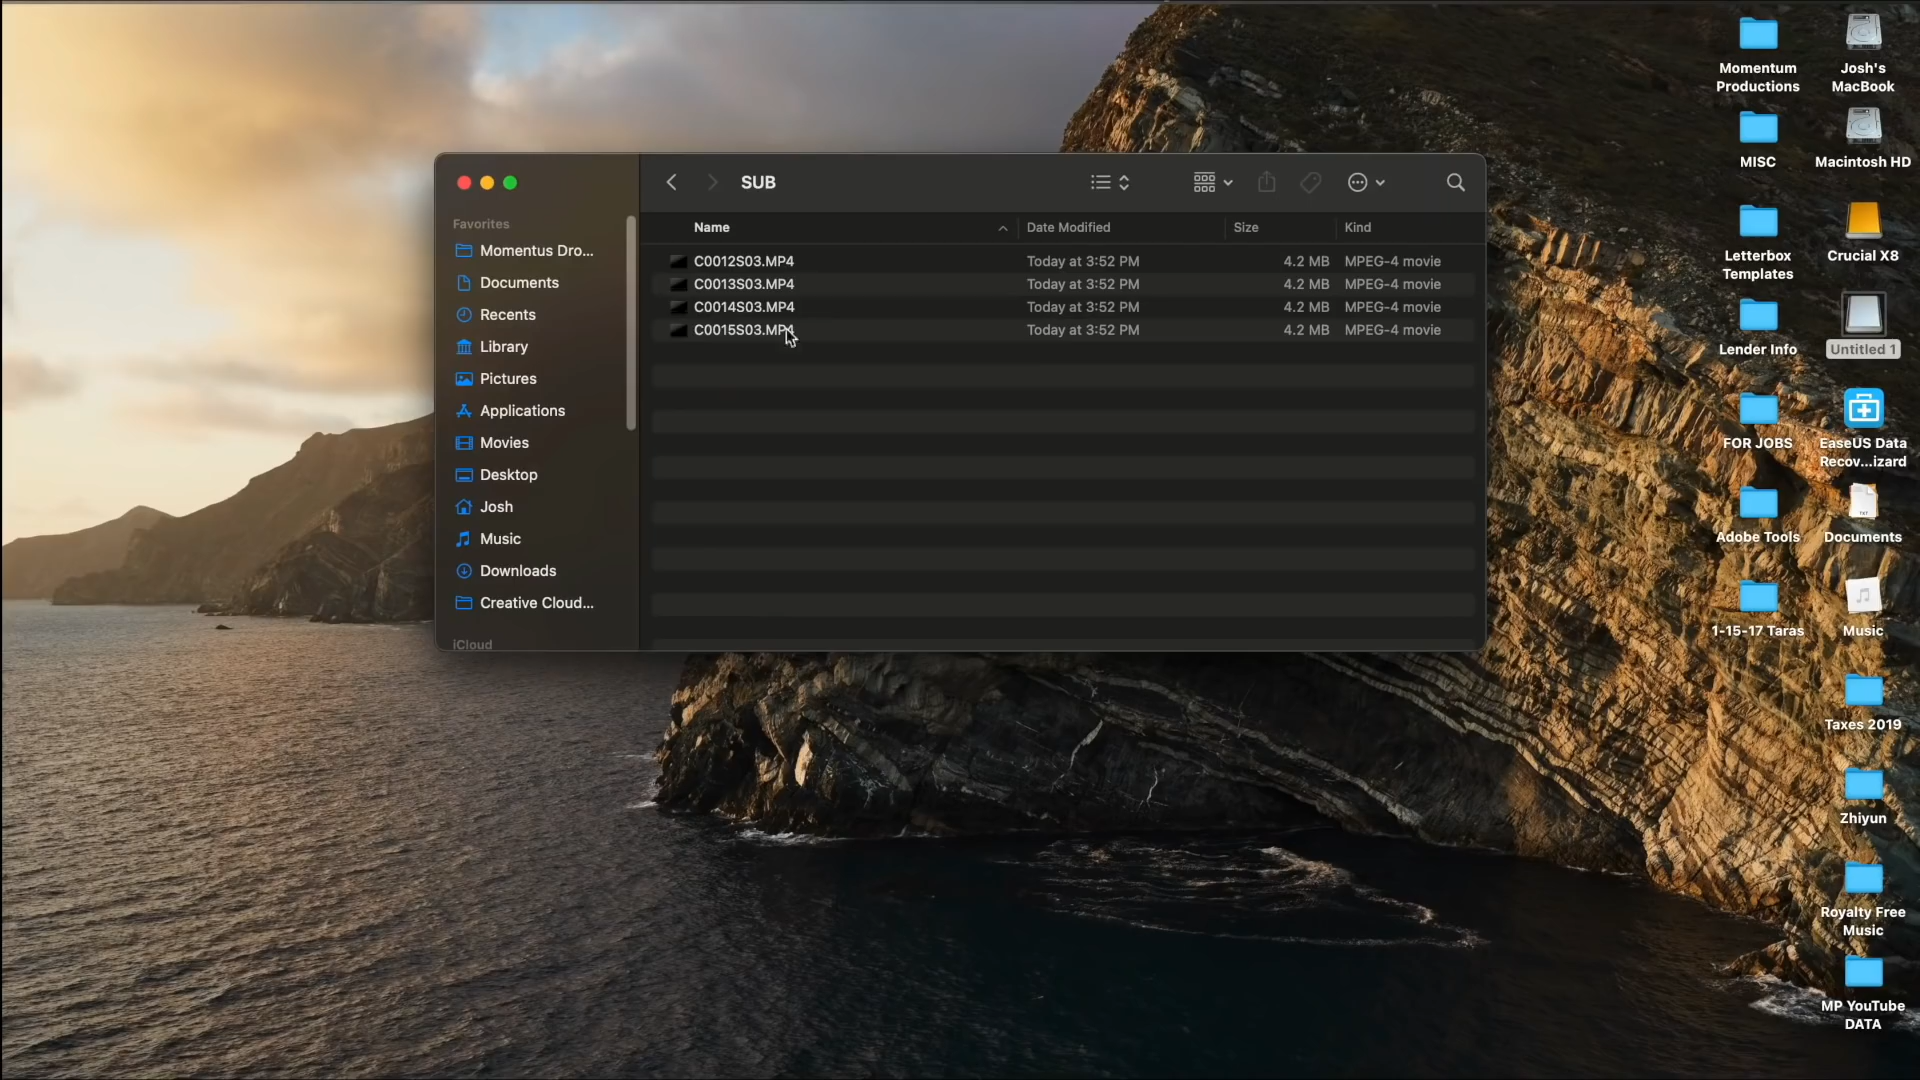 SUB
Favorites
Momentus Dro...
Documents
Recents
Library
Pictures
Applications
Movies
Desktop
Josh
Music
Downloads
Creative Cloud...
iCloud
Name Date Modified Size Kind
C0012S03.MP4 Today at 3:52 PM 4.2 MB MPEG-4 movie
C0013S03.MP4 Today at 3:52 PM 4.2 MB MPEG-4 movie
C0014S03.MP4 Today at 3:52 PM 4.2 MB MPEG-4 movie
C0015S03.MP4 Today at 3:52 PM 4.2 MB MPEG-4 movie
Momentum
Productions
Josh's
MacBook
MISC
Macintosh HD
Letterbox
Templates
Crucial X8
Lender Info
Untitled 1
FOR JOBS
EaseUS Data
Recov...izard
Adobe Tools
TXT
Documents
1-15-17 Taras
Music
Taxes 2019
Zhiyun
Royalty Free
Music
MP YouTube
DATA